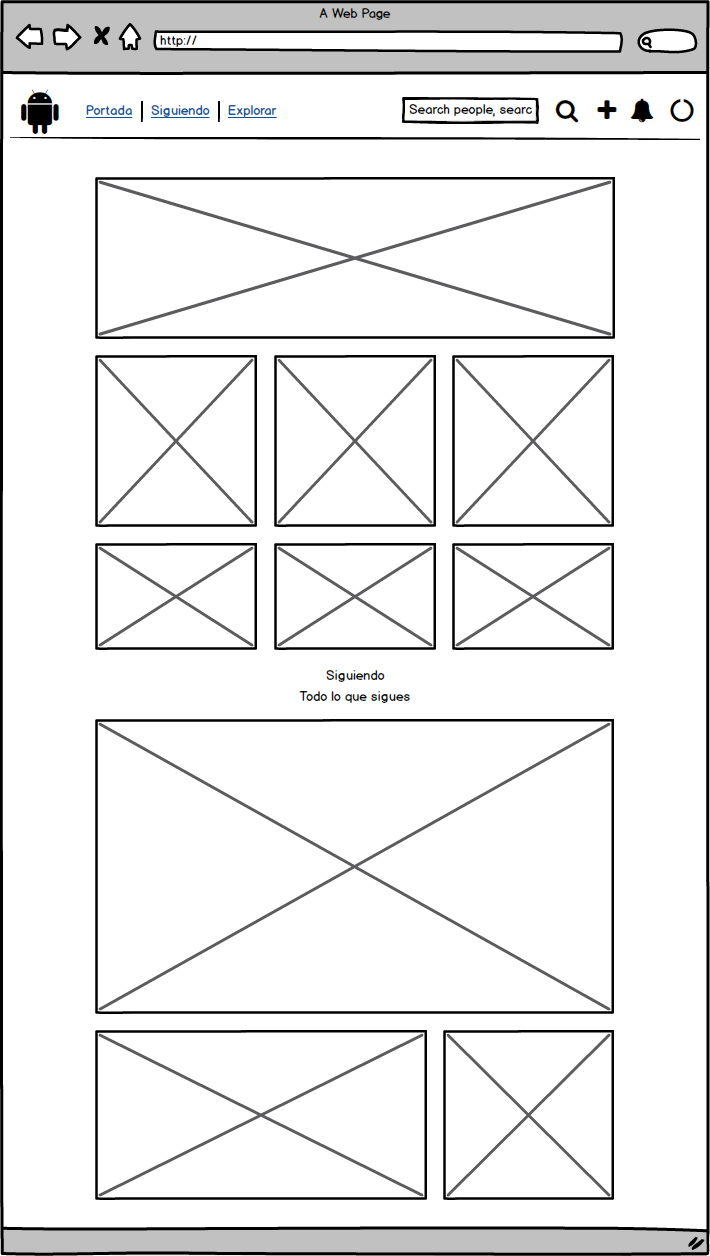 A Web Page
http://
Portada
Siguiendo
Explorar
Search people, searc
Siguiendo
Todo lo que sigues